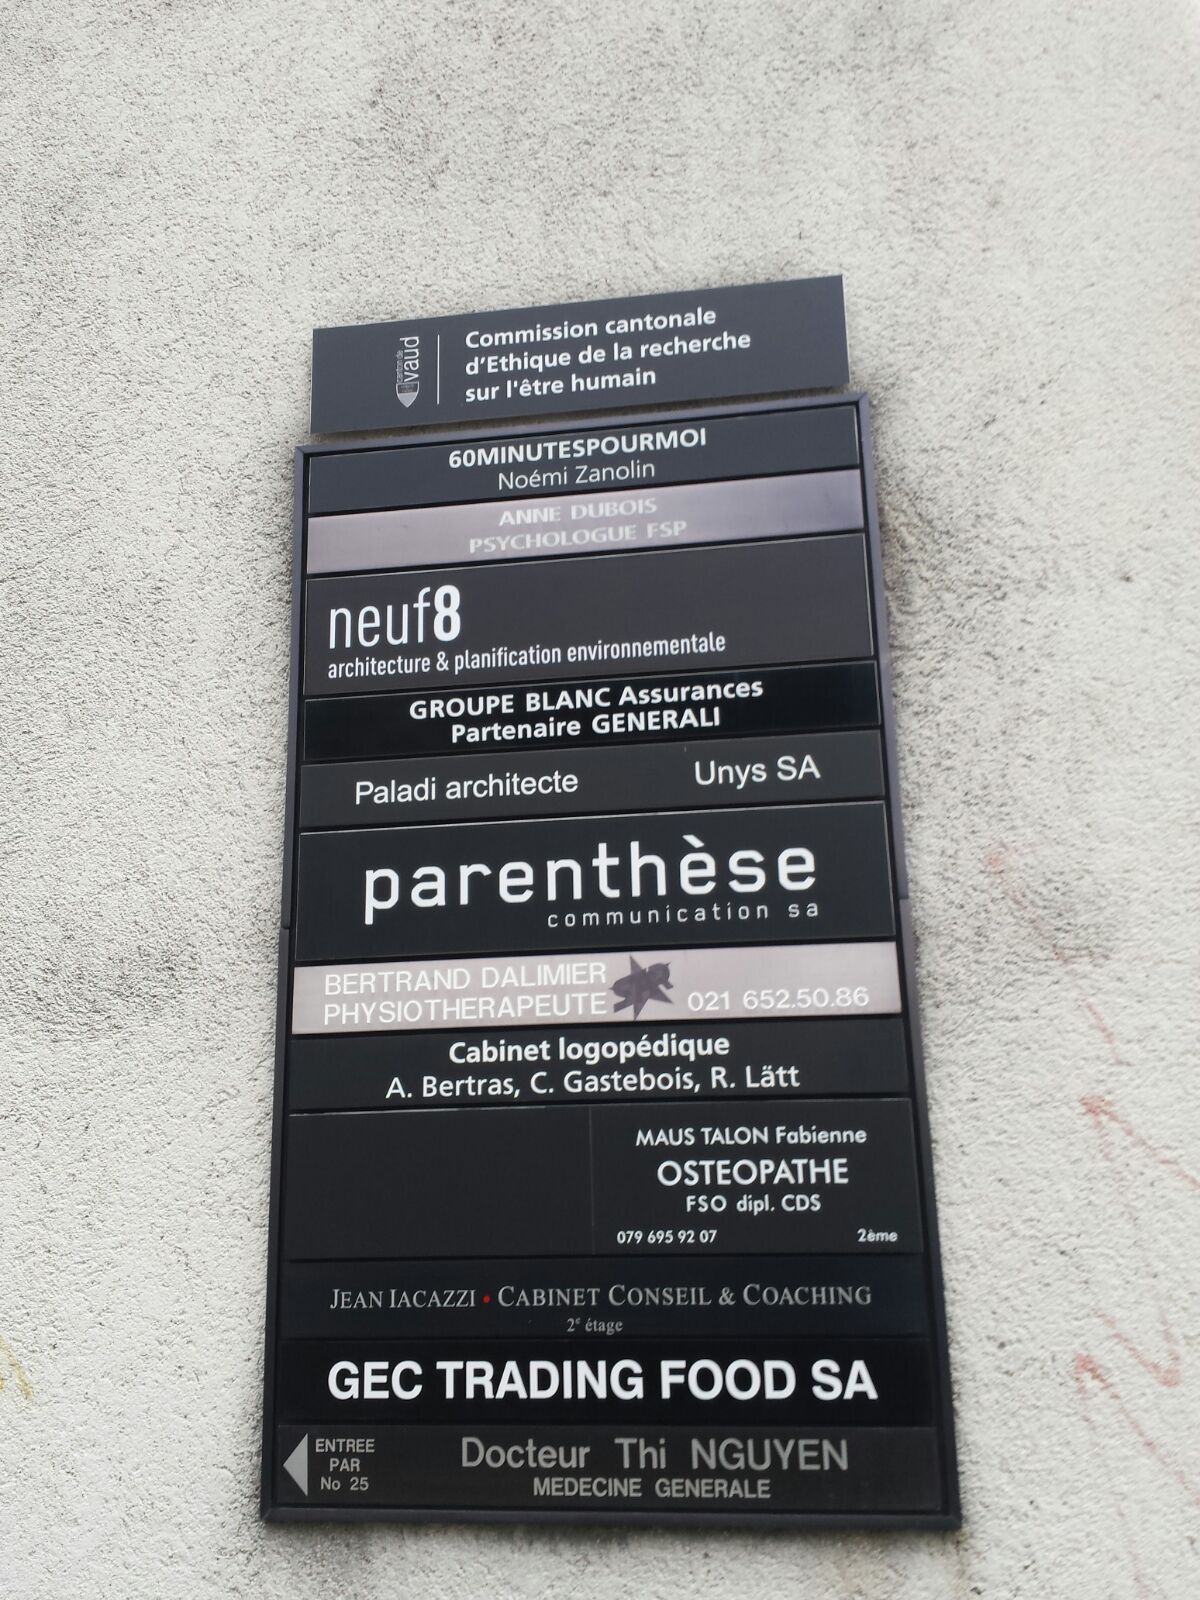 canton de
vaud
Commission cantonale
d'Ethique de la recherche
sur l'être humain
60MINUTESPOURMOI
Noémi Zanolin
ANNE DUBOIS
PSYCHOLOGUE FSP
neuf8
architecture & planification environnementale
GROUPE BLANC Assurances
Partenaire GENERALI
Paladi architecte Unys SA
parenthèse
communication sa
BERTRAND DALIMIER
PHYSIOTHERAPEUTE 021 652.50.86
Cabinet logopédique
A. Bertras, C. Gastebois, R. Lätt
MAUS TALON Fabienne
OSTEOPATHE
FSO dipl. CDS
079 695 92 07 2ème
JEAN IACAZZI • CABINET CONSEIL & COACHING
2e étage
GEC TRADING FOOD SA
ENTREE
PAR
No 25
Docteur Thi NGUYEN
MEDECINE GENERALE